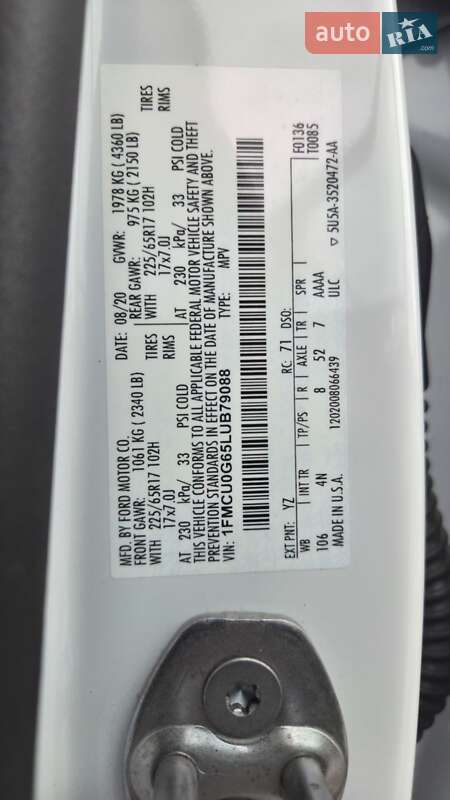 auto RIA
.com
MFD. BY FORD MOTOR CO. DATE: 08/20 GVWR: 1978 KG ( 4360 LB)
FRONT GAWR: 1061 KG ( 2340 LB) REAR GAWR: 975 KG ( 2150 LB)
WITH 225/65R17 102H TIRES WITH 225/65R17 102H TIRES
17x7.0J RIMS 17x7.0J RIMS
AT 230 kPa/ 33 PSI COLD AT 230 kPa/ 33 PSI COLD
THIS VEHICLE CONFORMS TO ALL APPLICABLE FEDERAL MOTOR VEHICLE SAFETY AND THEFT
PREVENTION STANDARDS IN EFFECT ON THE DATE OF MANUFACTURE SHOWN ABOVE.
VIN: 1FMCU0G65LUB79088 TYPE: MPV
F0136
T0085
EXT PNT: YZ RC: 71 DSO:
WB INT TR TP/PS R AXLE TR SPR
106 4N 8 52 7 AAAA
MADE IN U.S.A. 1202008066439 ULC ▽ 5U5A-3520472-AA